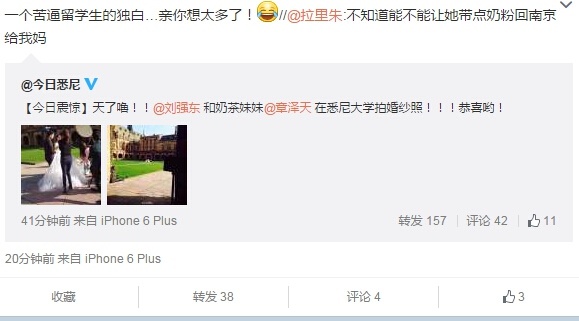 一个苦逼留学生的独白...亲你想太多了！😂//@拉里朱:不知道能不能让她带点奶粉回南京
给我妈
@今日悉尼
【今日震惊】天了噜！！@刘强东 和奶茶妹妹@章泽天 在悉尼大学拍婚纱照！！！恭喜哟！
41分钟前 来自 iPhone 6 Plus 转发 157 评论 42 11
20分钟前 来自 iPhone 6 Plus
收藏 转发 38 评论 4 3